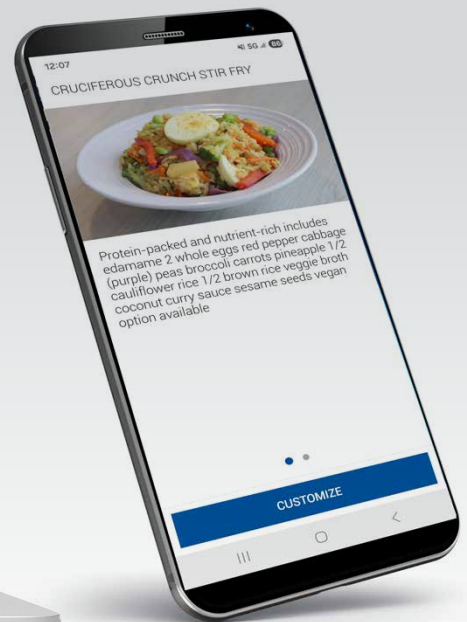 12:07
5G 86
CRUCIFEROUS CRUNCH STIR FRY
Protein-packed and nutrient-rich includes
edamame 2 whole eggs red pepper cabbage
(purple) peas broccoli carrots pineapple 1/2
cauliflower rice 1/2 brown rice veggie broth
coconut curry sauce sesame seeds vegan
option available
CUSTOMIZE